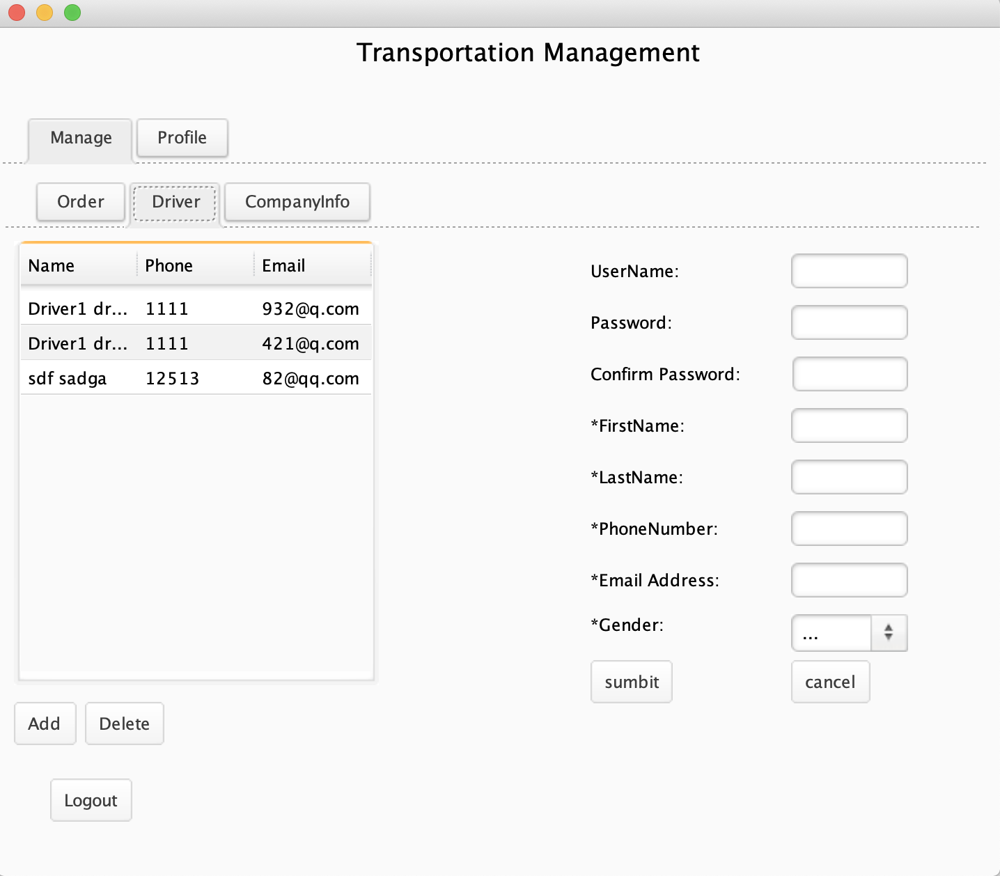 Transportation Management
Manage Profile
Order Driver CompanyInfo
Name Phone Email
Driver1 dr... 1111 932@q.com
Driver1 dr... 1111 421@q.com
sdf sadga 12513 82@qq.com
UserName:
Password:
Confirm Password:
*FirstName:
*LastName:
*PhoneNumber:
*Email Address:
*Gender: ...
sumbit cancel
Add Delete
Logout